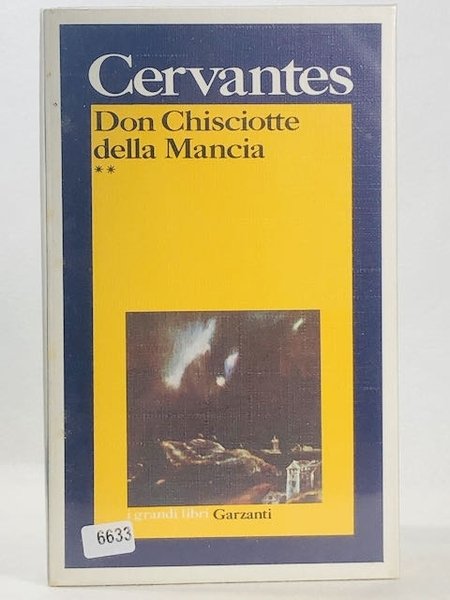 Cervantes
Don Chisciotte
della Mancia
**
i grandi libri Garzanti
6633